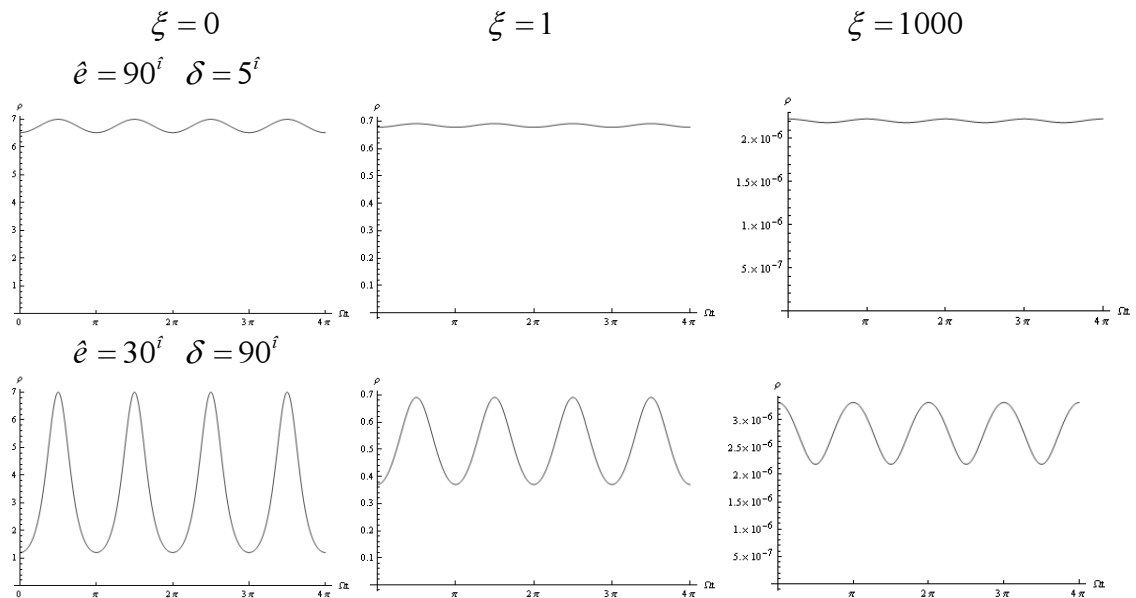 ξ = 0 ξ = 1 ξ = 1000
ê = 90^î δ = 5^î
ρ ρ ρ
7 0.7 2.×10⁻⁶
6 0.6 1.5×10⁻⁶
5 0.5 1.×10⁻⁶
4 0.4 5.×10⁻⁷
3 0.3
2 0.2
1 0.1
0 π 2π 3π 4π Ωt π 2π 3π 4π Ωt π 2π 3π 4π Ωt
ê = 30^î δ = 90^î
ρ ρ ρ
7 0.7 3.×10⁻⁶
6 0.6 2.5×10⁻⁶
5 0.5 2.×10⁻⁶
4 0.4 1.5×10⁻⁶
3 0.3 1.×10⁻⁶
2 0.2 5.×10⁻⁷
1 0.1
0 π 2π 3π 4π Ωt π 2π 3π 4π Ωt π 2π 3π 4π Ωt